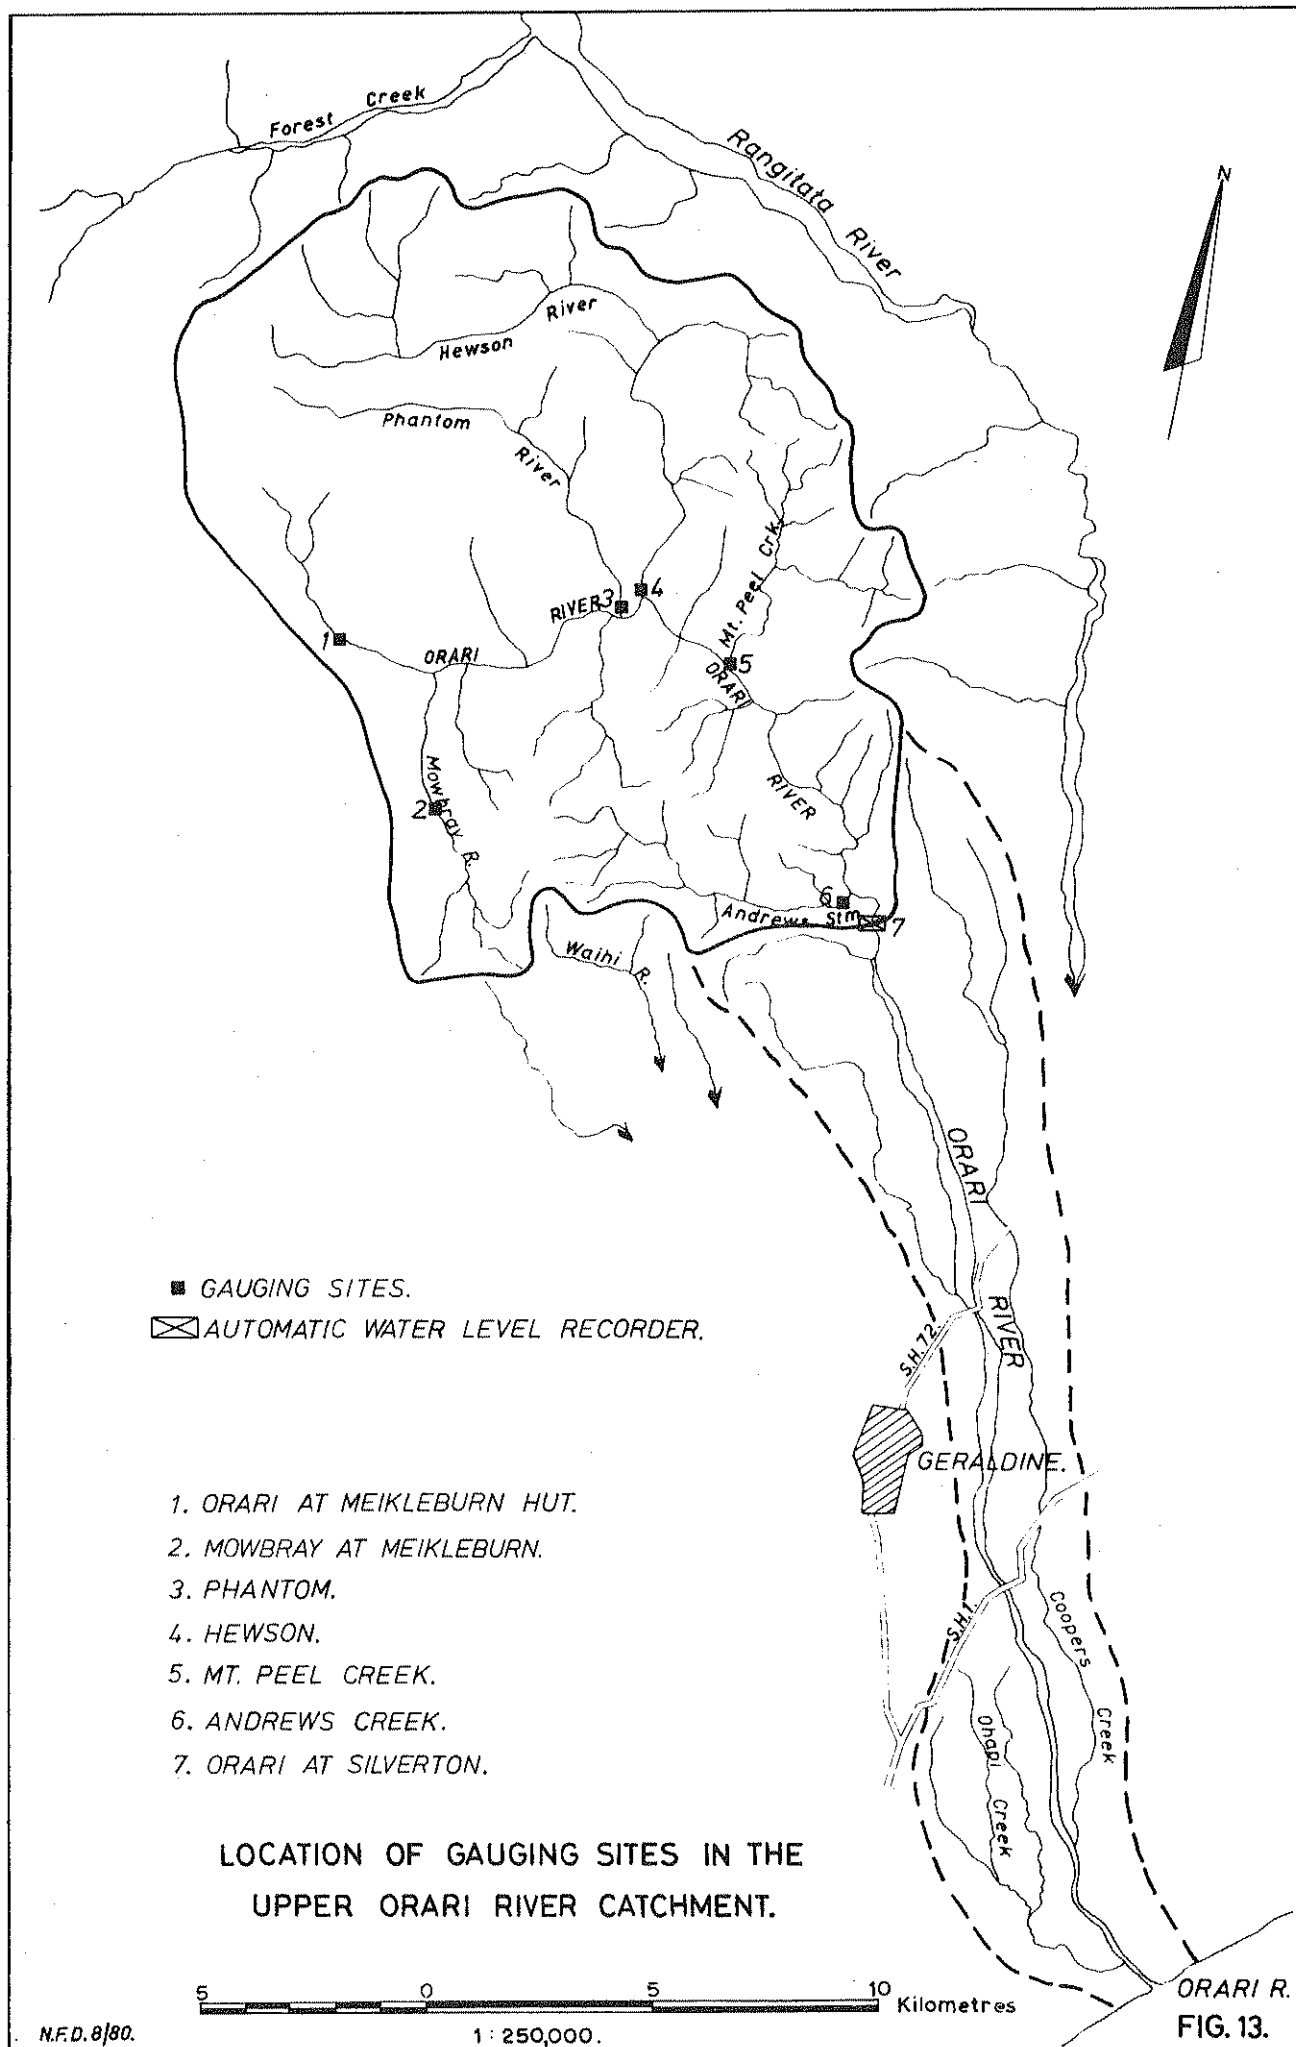 Forest Creek
Rangitata River
N
Hewson River
Phantom River
Mt. Peel Crk.
4
3
RIVER
1
ORARI
5
ORARI
RIVER
Mowbray R.
2
6
Andrews Stm
7
Waihi R.
ORARI
RIVER
GAUGING SITES.
AUTOMATIC WATER LEVEL RECORDER.
S.H.72.
GERALDINE.
1. ORARI AT MEIKLEBURN HUT.
2. MOWBRAY AT MEIKLEBURN.
3. PHANTOM.
4. HEWSON.
5. MT. PEEL CREEK.
6. ANDREWS CREEK.
7. ORARI AT SILVERTON.
S.H.1.
Coopers Creek
Ohapi Creek
LOCATION OF GAUGING SITES IN THE
UPPER ORARI RIVER CATCHMENT.
5 0 5 10 Kilometres
1 : 250,000.
N.F.D. 8/80.
ORARI R.
FIG. 13.